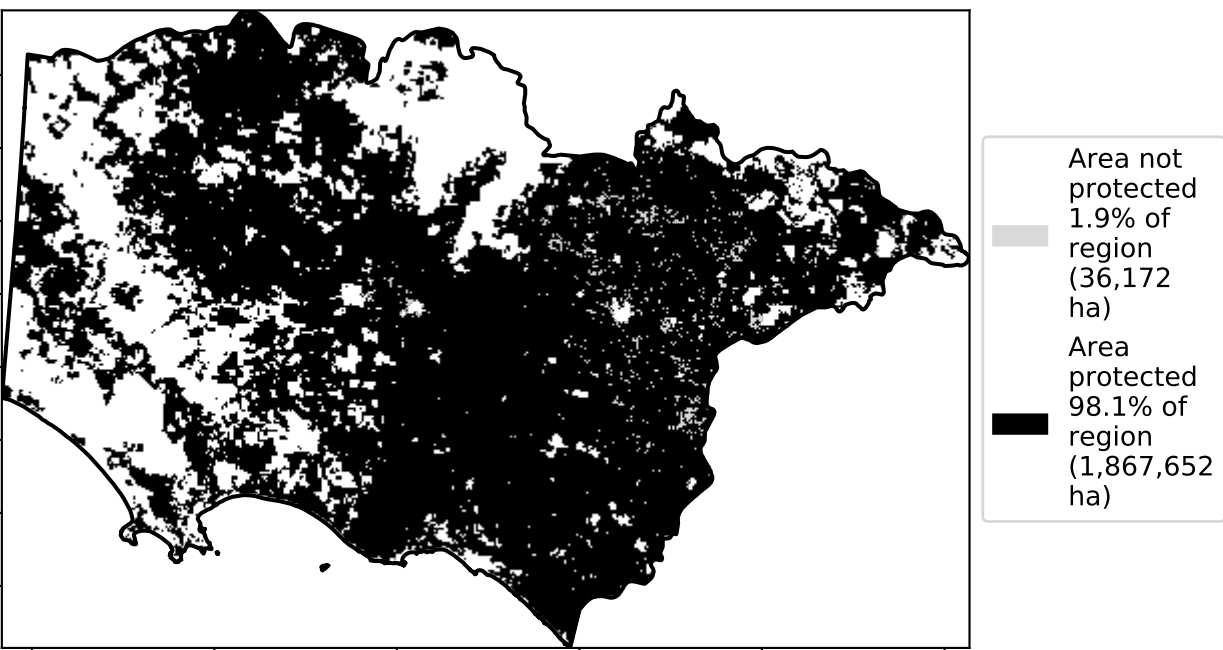 Area not
protected
1.9% of
region
(36,172
ha)
Area
protected
98.1% of
region
(1,867,652
ha)